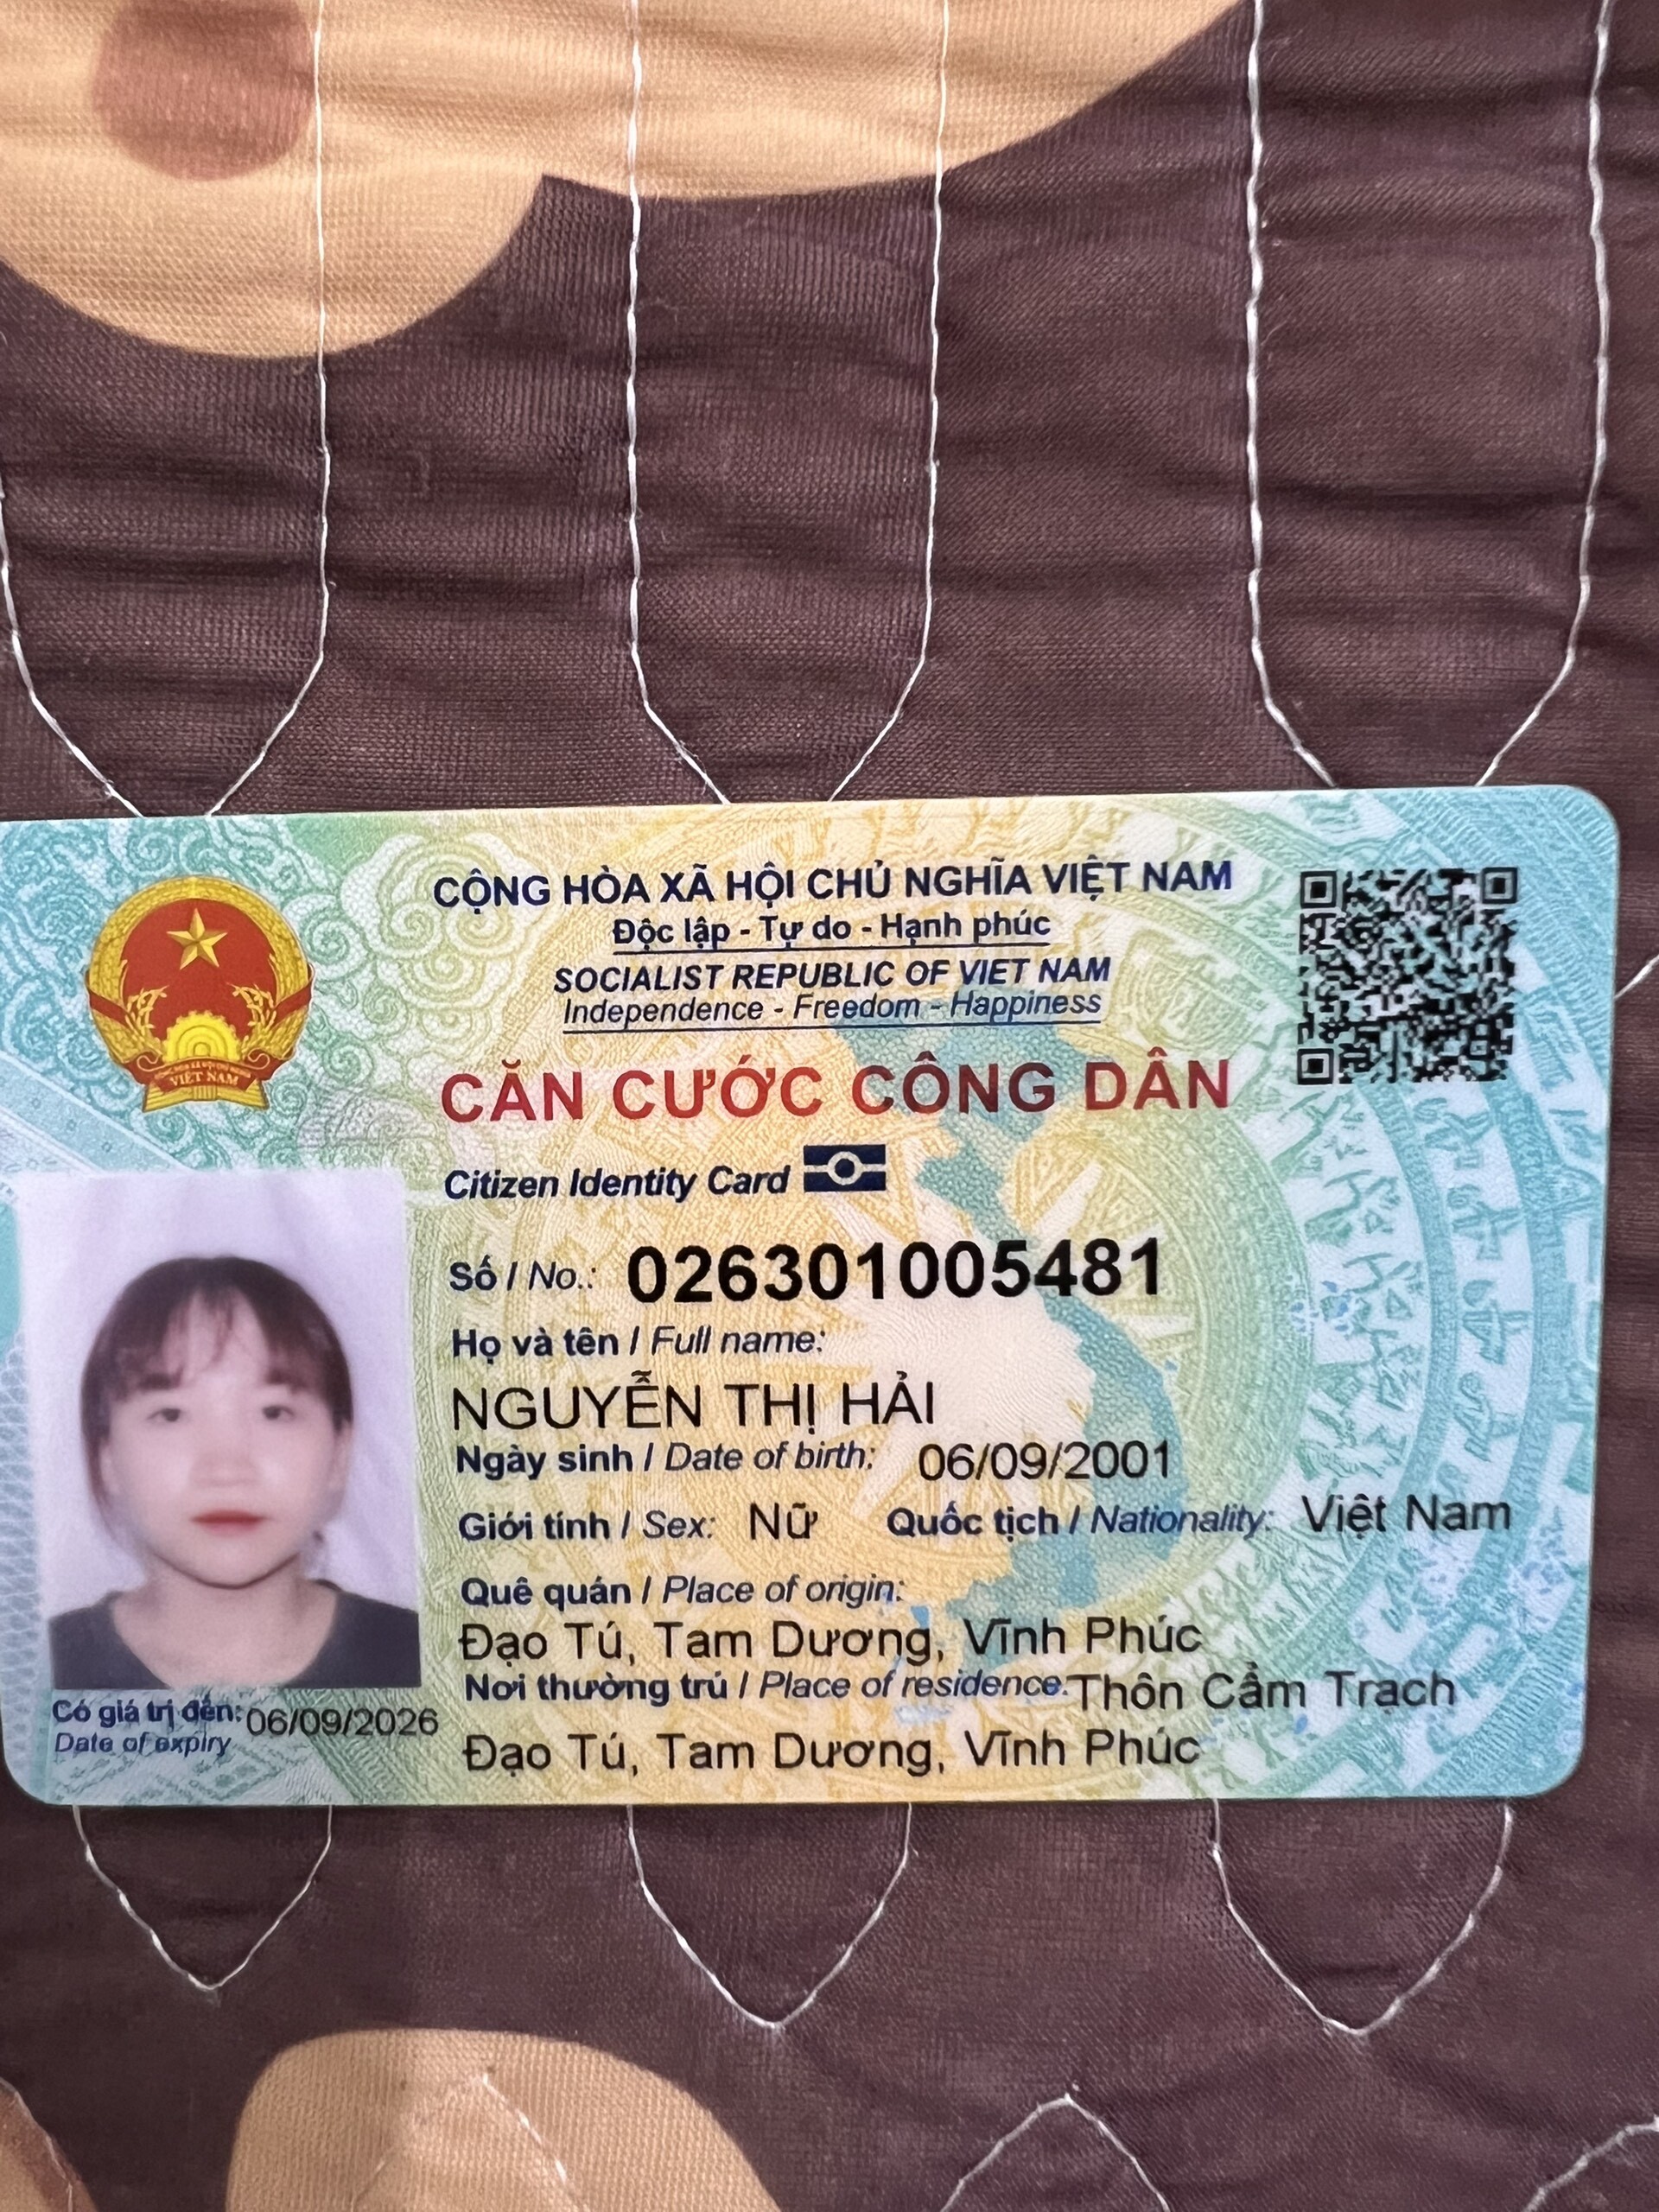 CỘNG HÒA XÃ HỘI CHỦ NGHĨA VIỆT NAM
Độc lập - Tự do - Hạnh phúc
SOCIALIST REPUBLIC OF VIET NAM
Independence - Freedom - Happiness
VIỆT NAM
CĂN CƯỚC CÔNG DÂN
Citizen Identity Card
Số / No.: 026301005481
Họ và tên / Full name:
NGUYỄN THỊ HẢI
Ngày sinh / Date of birth: 06/09/2001
Giới tính / Sex: Nữ Quốc tịch / Nationality: Việt Nam
Quê quán / Place of origin:
Đạo Tú, Tam Dương, Vĩnh Phúc
Nơi thường trú / Place of residence: Thôn Cẩm Trạch
Đạo Tú, Tam Dương, Vĩnh Phúc
Có giá trị đến: 06/09/2026
Date of expiry